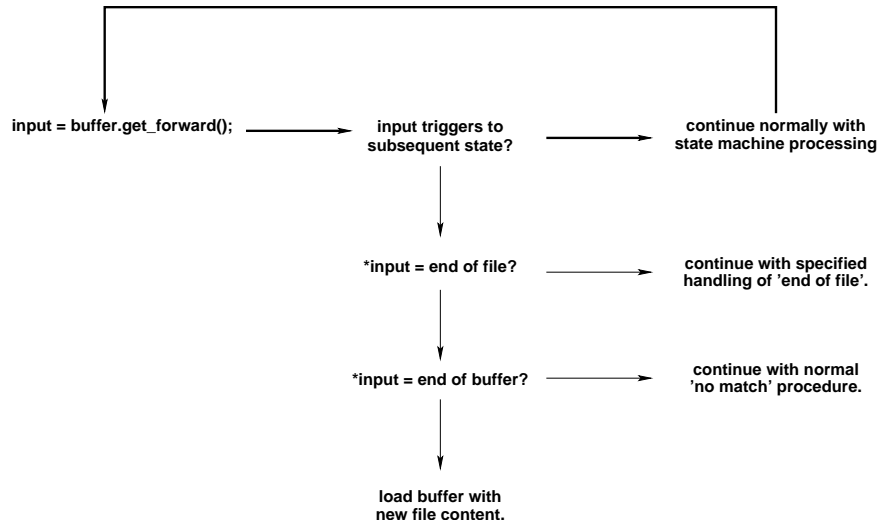 input = buffer.get_forward();
input triggers to
subsequent state?
continue normally with
state machine processing
*input = end of file?
continue with specified
handling of ’end of file’.
*input = end of buffer?
continue with normal
’no match’ procedure.
load buffer with
new file content.